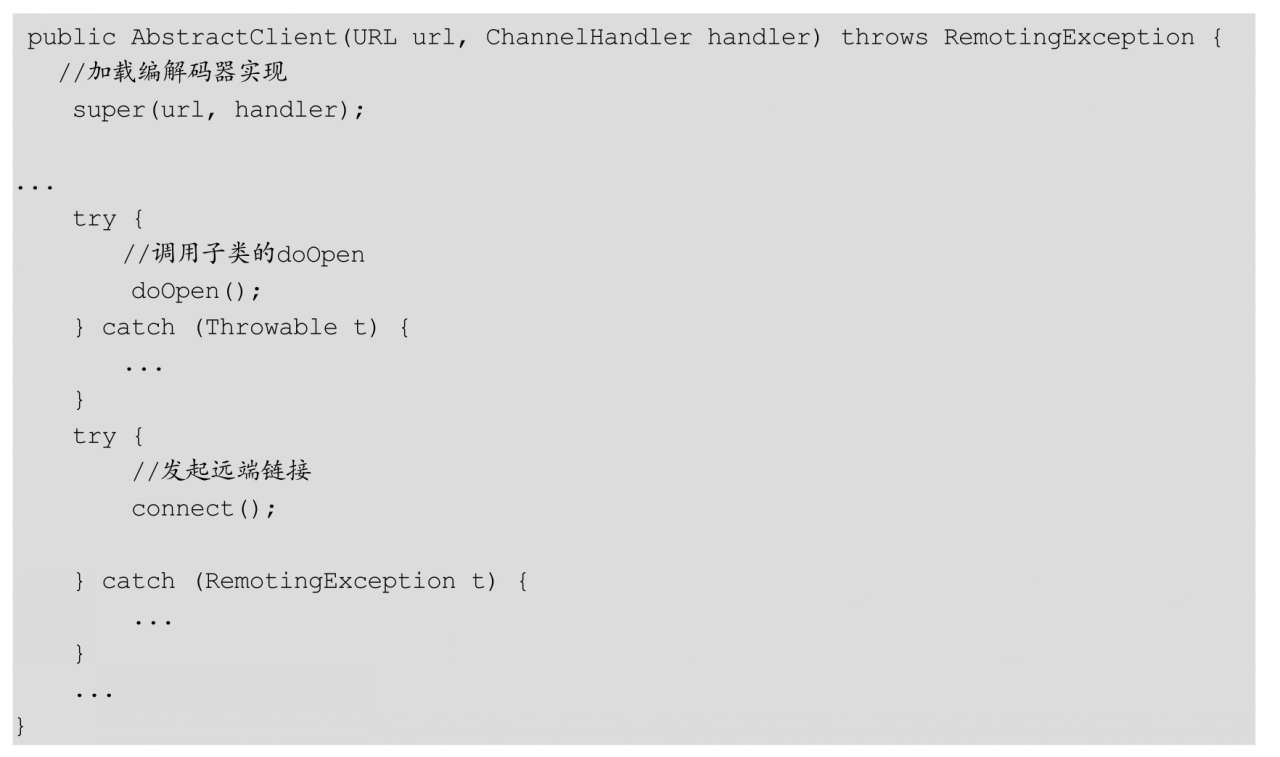 public AbstractClient(URL url, ChannelHandler handler) throws RemotingException {
//加载编解码器实现
super(url, handler);
...
try {
//调用子类的doOpen
doOpen();
} catch (Throwable t) {
...
}
try {
//发起远端链接
connect();
} catch (RemotingException t) {
...
}
...
}